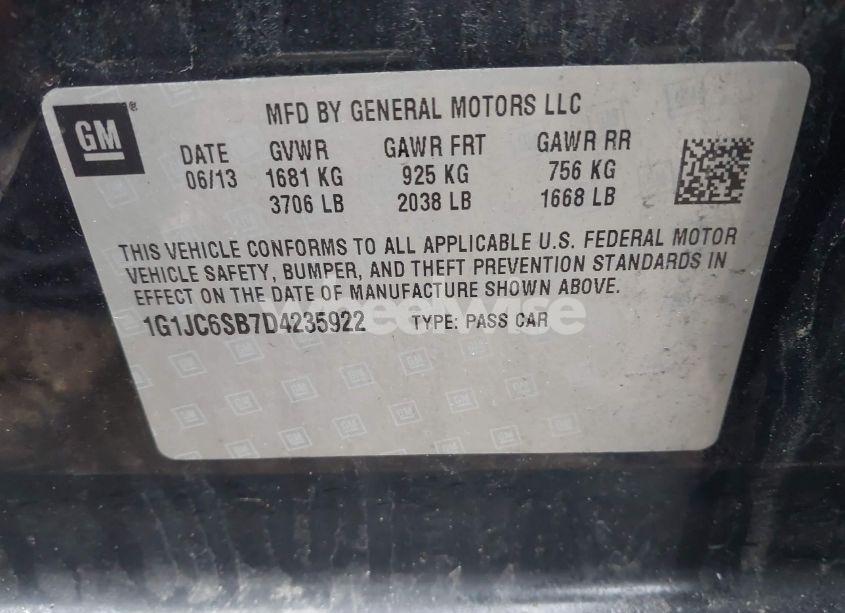 GM ®
MFD BY GENERAL MOTORS LLC
DATE GVWR GAWR FRT GAWR RR
06/13 1681 KG 925 KG 756 KG
3706 LB 2038 LB 1668 LB
THIS VEHICLE CONFORMS TO ALL APPLICABLE U.S. FEDERAL MOTOR
VEHICLE SAFETY, BUMPER, AND THEFT PREVENTION STANDARDS IN
EFFECT ON THE DATE OF MANUFACTURE SHOWN ABOVE.
1G1JC6SB7D4235922 TYPE: PASS CAR